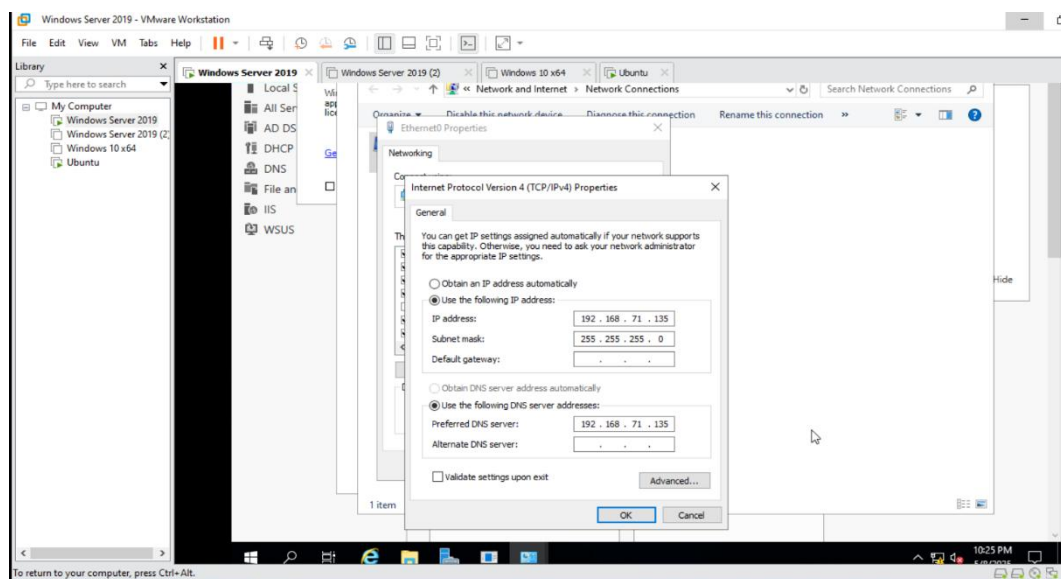 Windows Server 2019 - VMware Workstation
File Edit View VM Tabs Help
Library
Type here to search
My Computer
Windows Server 2019
Windows Server 2019 (2)
Windows 10 x64
Ubuntu
Windows Server 2019
Windows Server 2019 (2)
Windows 10 x64
Ubuntu
Local S
All Ser
AD DS
DHCP
DNS
File an
IIS
WSUS
Ge
« Network and Internet > Network Connections
Search Network Connections
Organize Disable this network device Diagnose this connection Rename this connection »
Ethernet0 Properties
Networking
Internet Protocol Version 4 (TCP/IPv4) Properties
General
You can get IP settings assigned automatically if your network supports
this capability. Otherwise, you need to ask your network administrator
for the appropriate IP settings.
Obtain an IP address automatically
Use the following IP address:
IP address: 192 . 168 . 71 . 135
Subnet mask: 255 . 255 . 255 . 0
Default gateway: . . .
Obtain DNS server address automatically
Use the following DNS server addresses:
Preferred DNS server: 192 . 168 . 71 . 135
Alternate DNS server: . . .
Validate settings upon exit
Advanced...
OK Cancel
Hide
1 item
10:25 PM
To return to your computer, press Ctrl+Alt.